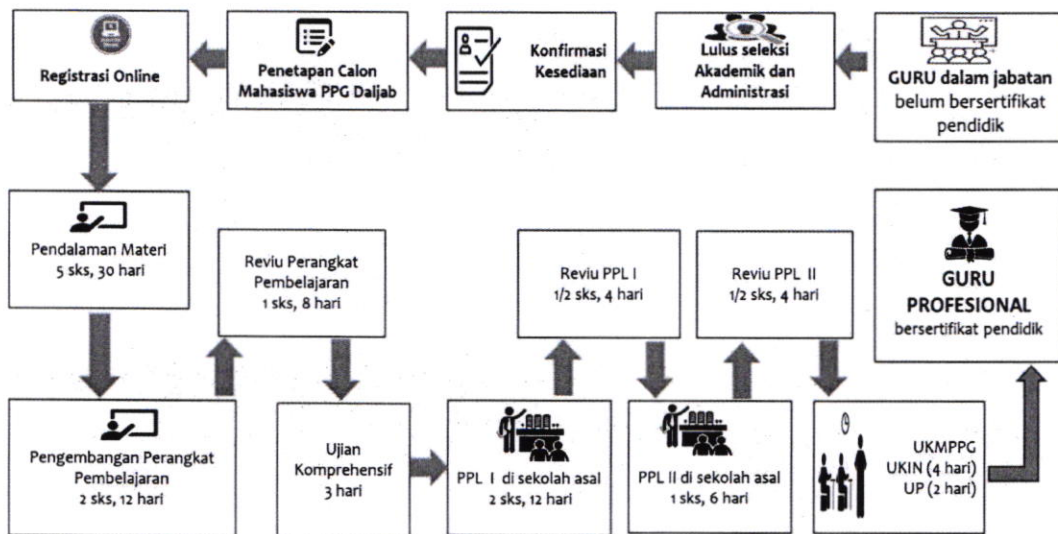 GURU dalam jabatan
belum bersertifikat
pendidik
Lulus seleksi
Akademik dan
Administrasi
Konfirmasi
Kesediaan
Penetapan Calon
Mahasiswa PPG Daljab
Registrasi Online
Pendalaman Materi
5 sks, 30 hari
Pengembangan Perangkat
Pembelajaran
2 sks, 12 hari
Reviu Perangkat
Pembelajaran
1 sks, 8 hari
Ujian
Komprehensif
3 hari
PPL I di sekolah asal
2 sks, 12 hari
Reviu PPL I
1/2 sks, 4 hari
PPL II di sekolah asal
1 sks, 6 hari
Reviu PPL II
1/2 sks, 4 hari
UKMPPG
UKIN (4 hari)
UP (2 hari)
GURU
PROFESIONAL
bersertifikat pendidik